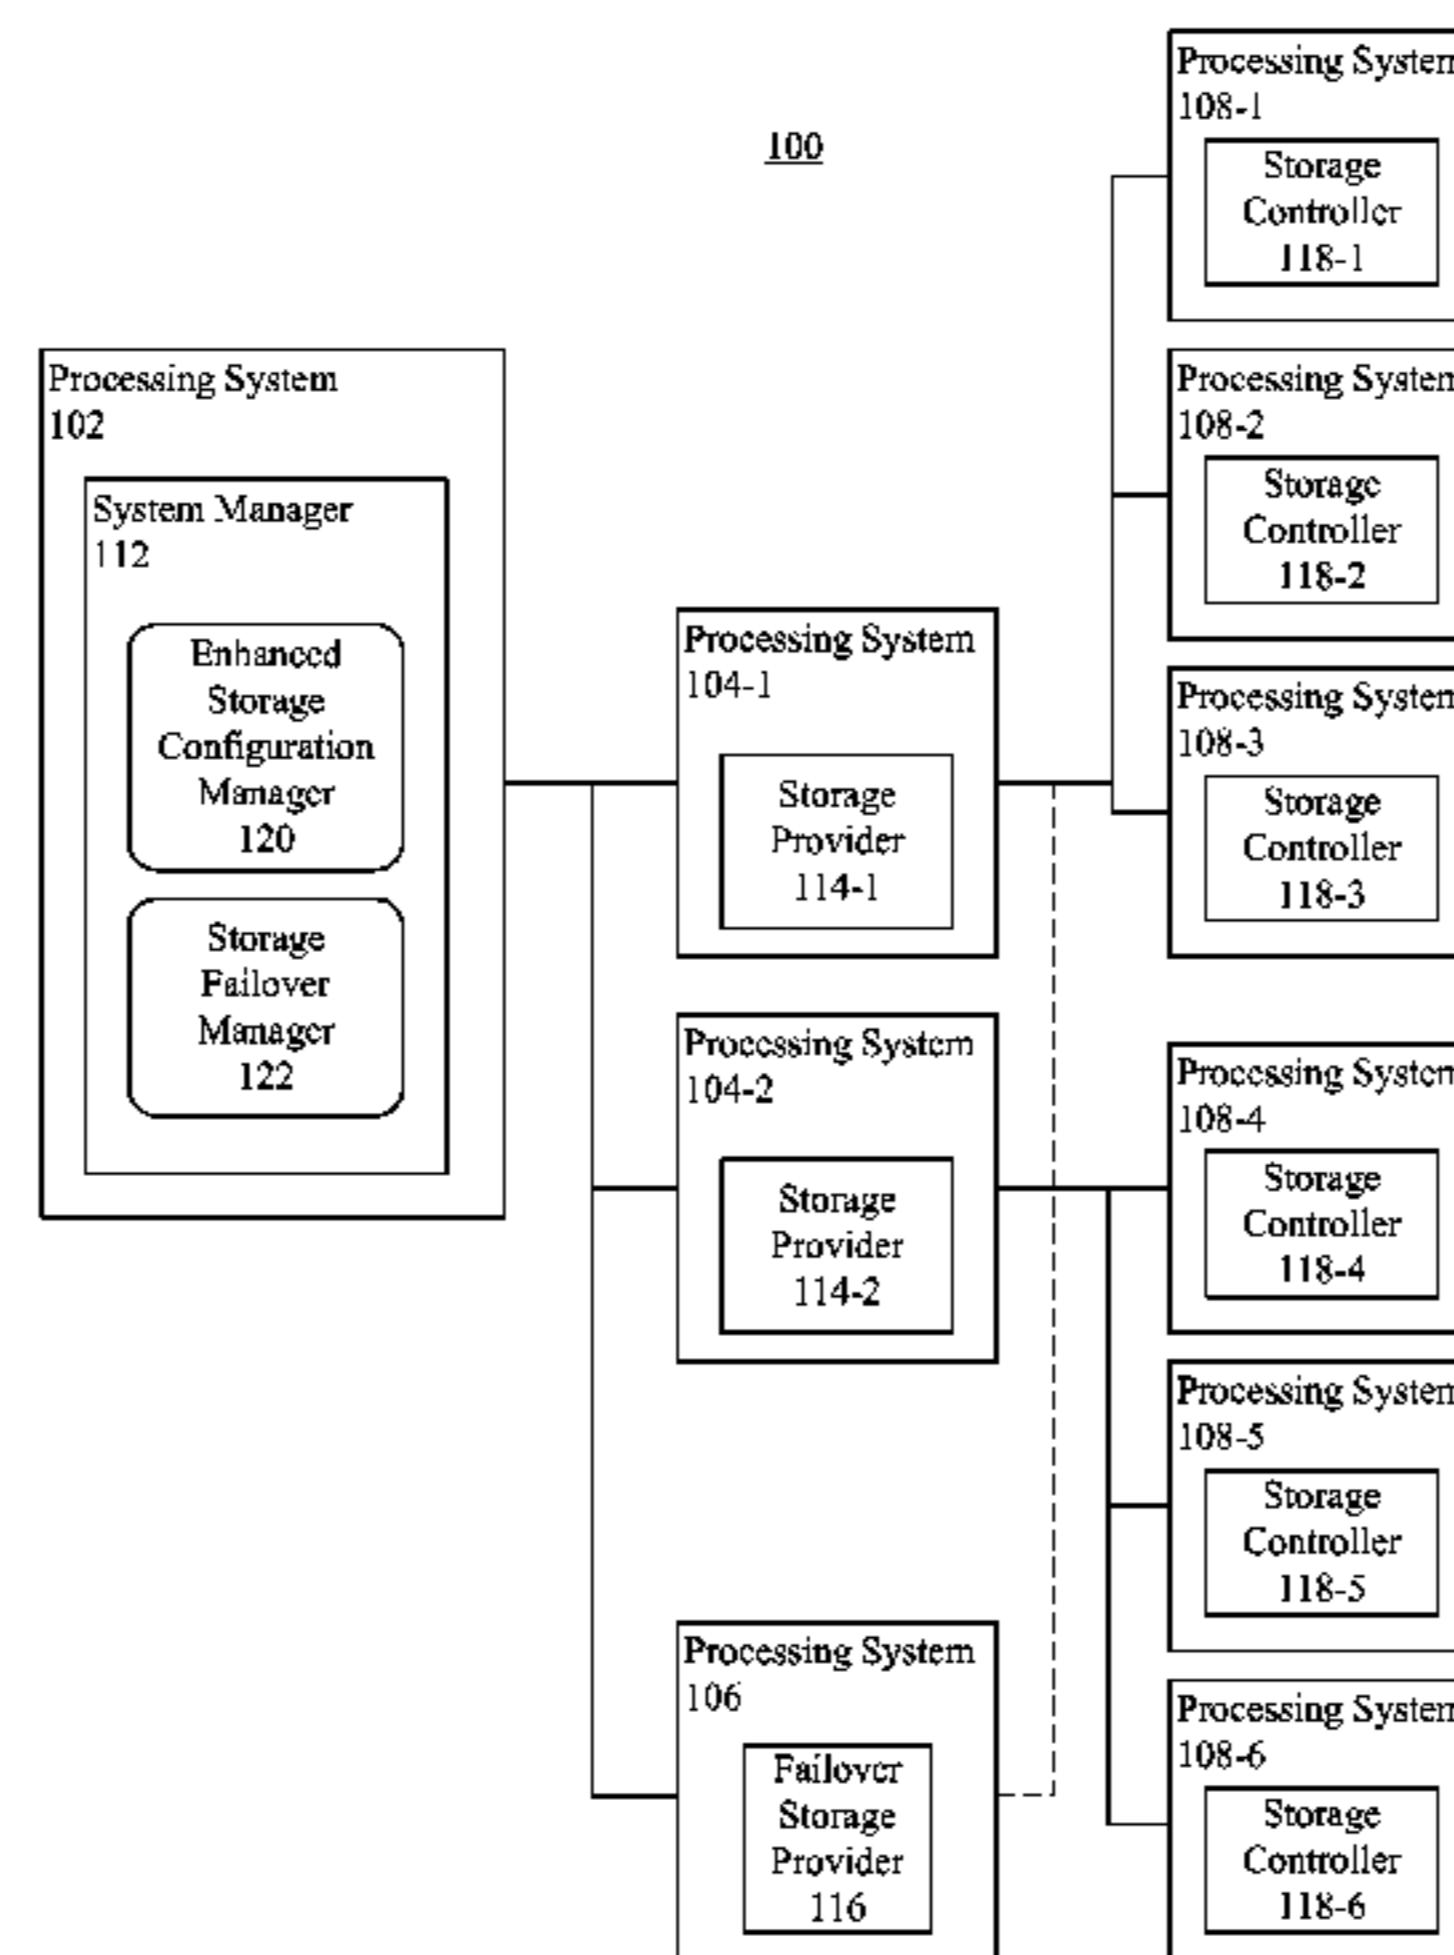 100
Processing System
102
System Manager
112
Enhanced
Storage
Configuration
Manager
120
Storage
Failover
Manager
122
Processing System
104-1
Storage
Provider
114-1
Processing System
104-2
Storage
Provider
114-2
Processing System
106
Failover
Storage
Provider
116
Processing System
108-1
Storage
Controller
118-1
Processing System
108-2
Storage
Controller
118-2
Processing System
108-3
Storage
Controller
118-3
Processing System
108-4
Storage
Controller
118-4
Processing System
108-5
Storage
Controller
118-5
Processing System
108-6
Storage
Controller
118-6